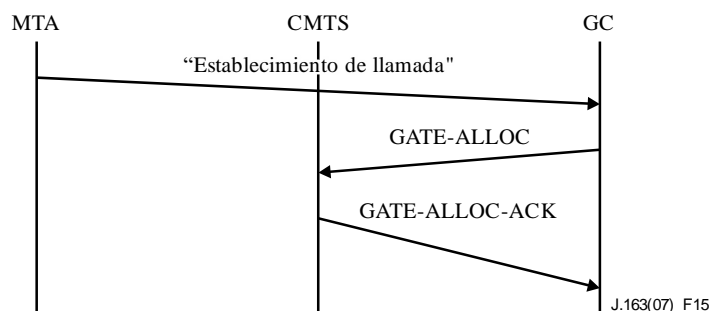 MTA CMTS GC
“Establecimiento de llamada"
GATE-ALLOC
GATE-ALLOC-ACK
J.163(07)_F15